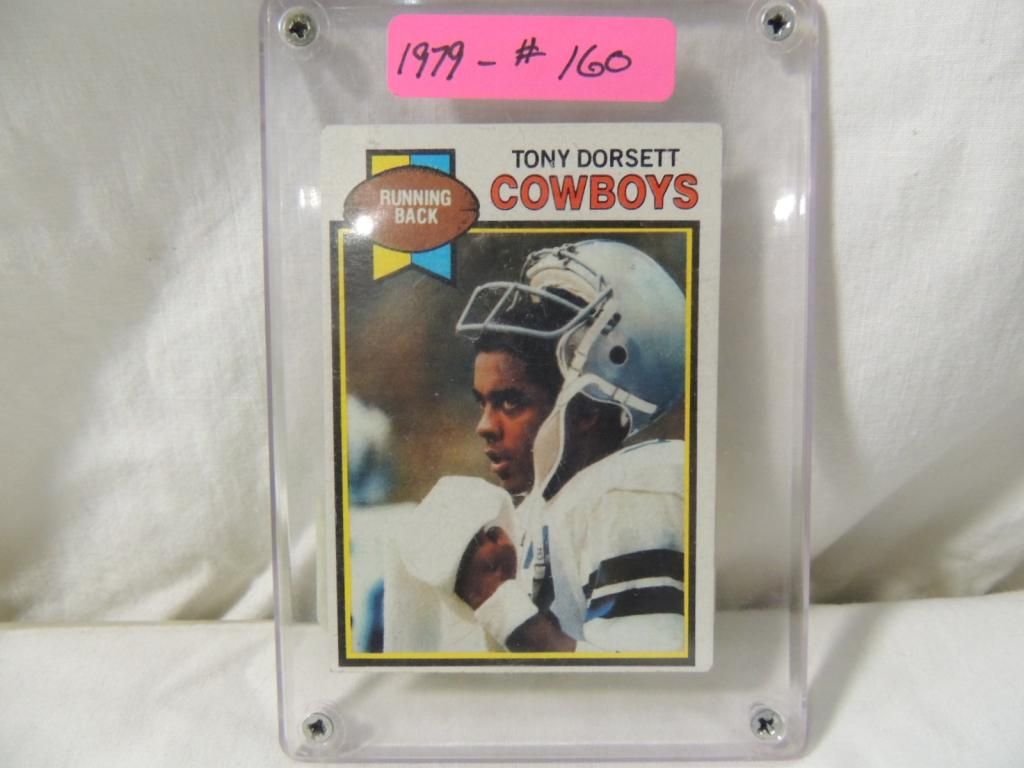 1979 - # 160
TONY DORSETT
COWBOYS
RUNNING
BACK